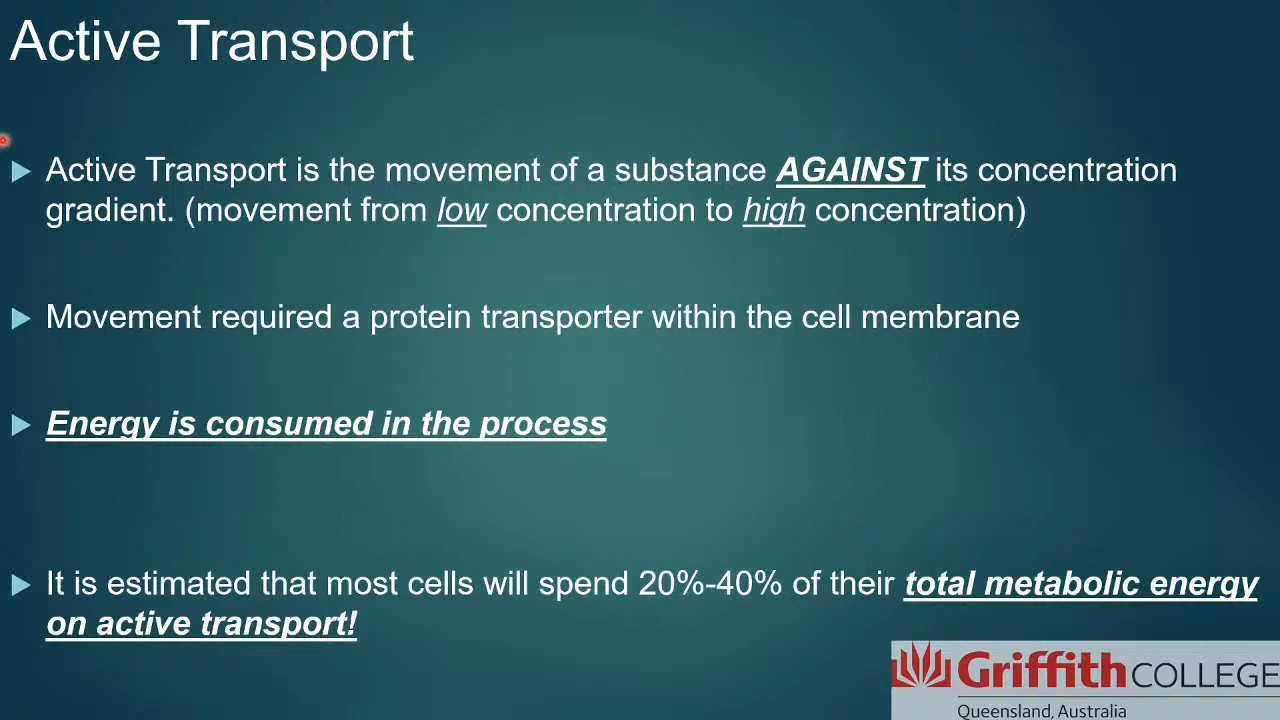 Active Transport
Active Transport is the movement of a substance AGAINST its concentration
gradient. (movement from low concentration to high concentration)
Movement required a protein transporter within the cell membrane
Energy is consumed in the process
It is estimated that most cells will spend 20%-40% of their total metabolic energy
on active transport!
Griffith COLLEGE
Queensland, Australia